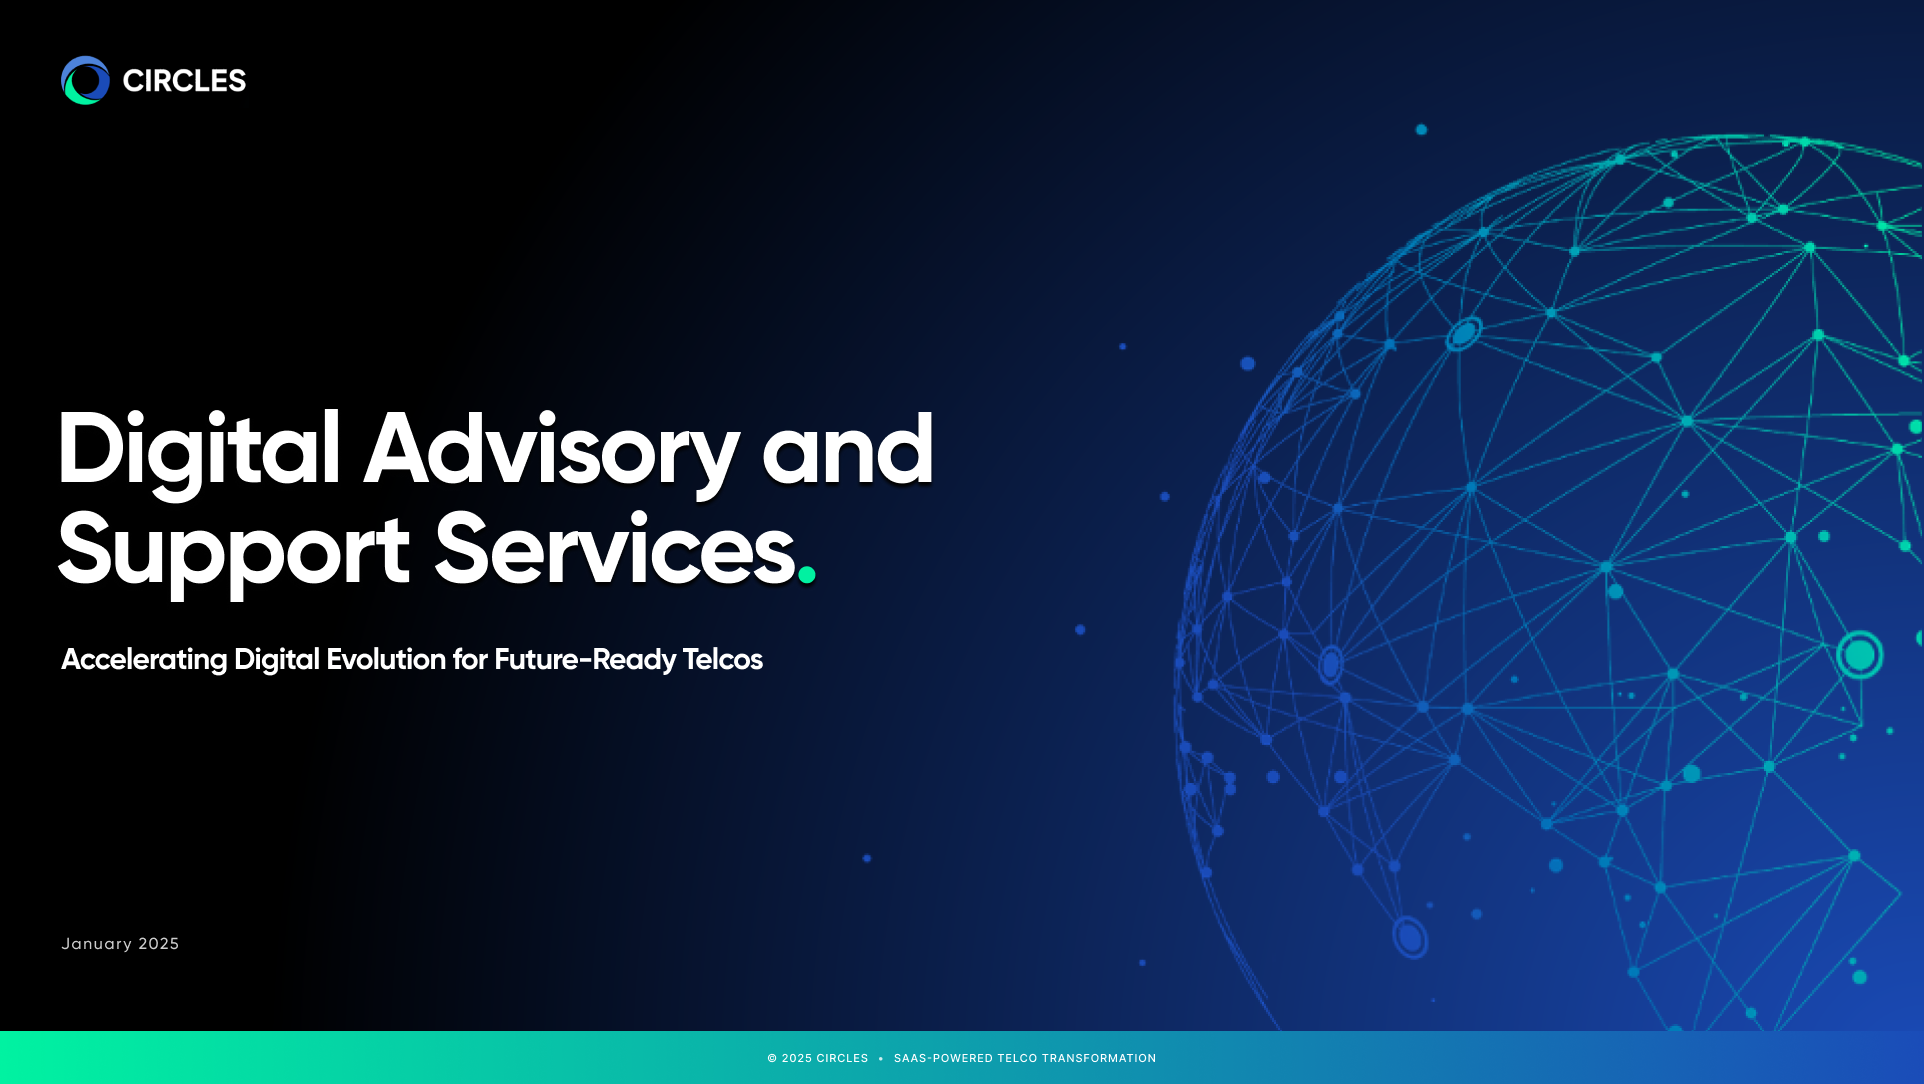 CIRCLES
Digital Advisory and
Support Services.
Accelerating Digital Evolution for Future-Ready Telcos
January 2025
© 2025 CIRCLES • SAAS-POWERED TELCO TRANSFORMATION